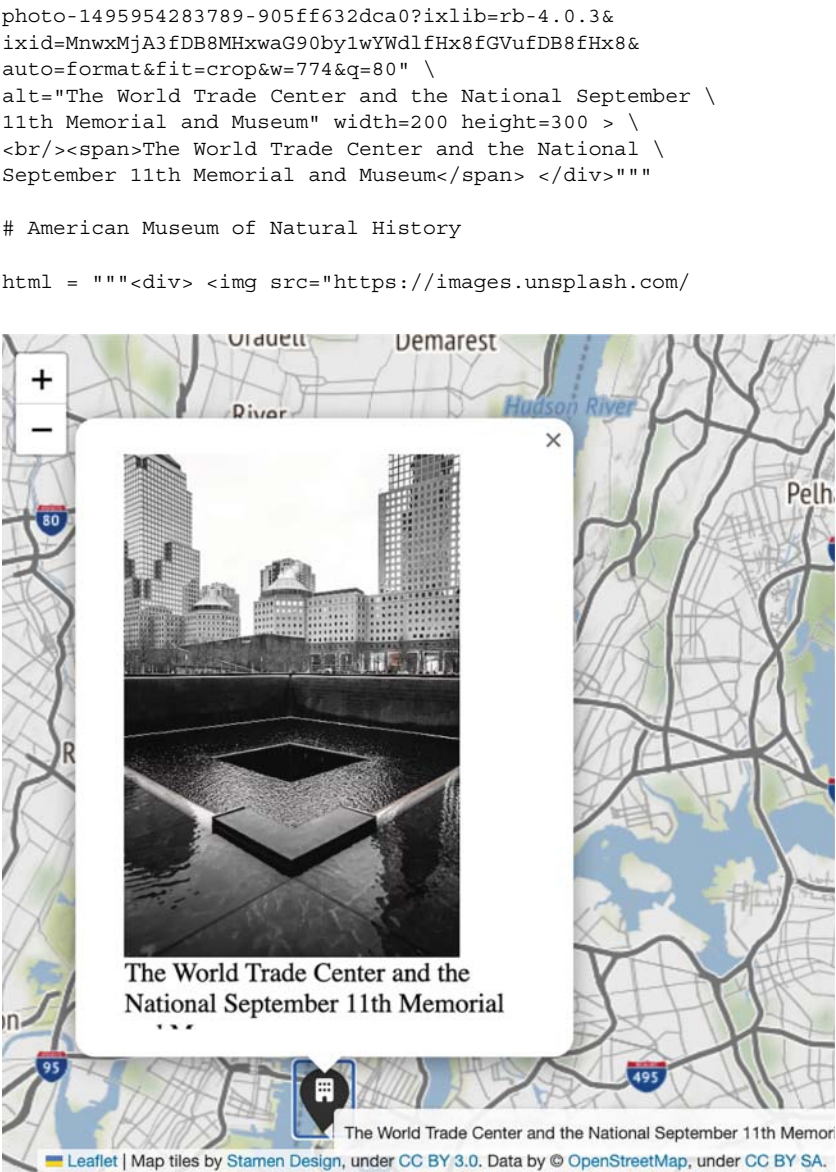 photo-1495954283789-905ff632dca0?ixlib=rb-4.0.3&
ixid=MnwxMjA3fDB8MHxwaG90by1wYWdlfHx8fGVufDB8fHx8&
auto=format&fit=crop&w=774&q=80" \
alt="The World Trade Center and the National September \
11th Memorial and Museum" width=200 height=300 > \
<br/><span>The World Trade Center and the National \
September 11th Memorial and Museum</span> </div>"""
# American Museum of Natural History
html = """<div> <img src="https://images.unsplash.com/
Oradell
Demarest
+
−
River
Hudson River
×
Pelh
80
The World Trade Center and the
National September 11th Memorial
95
495
The World Trade Center and the National September 11th Memori
Leaflet | Map tiles by Stamen Design, under CC BY 3.0. Data by © OpenStreetMap, under CC BY SA.